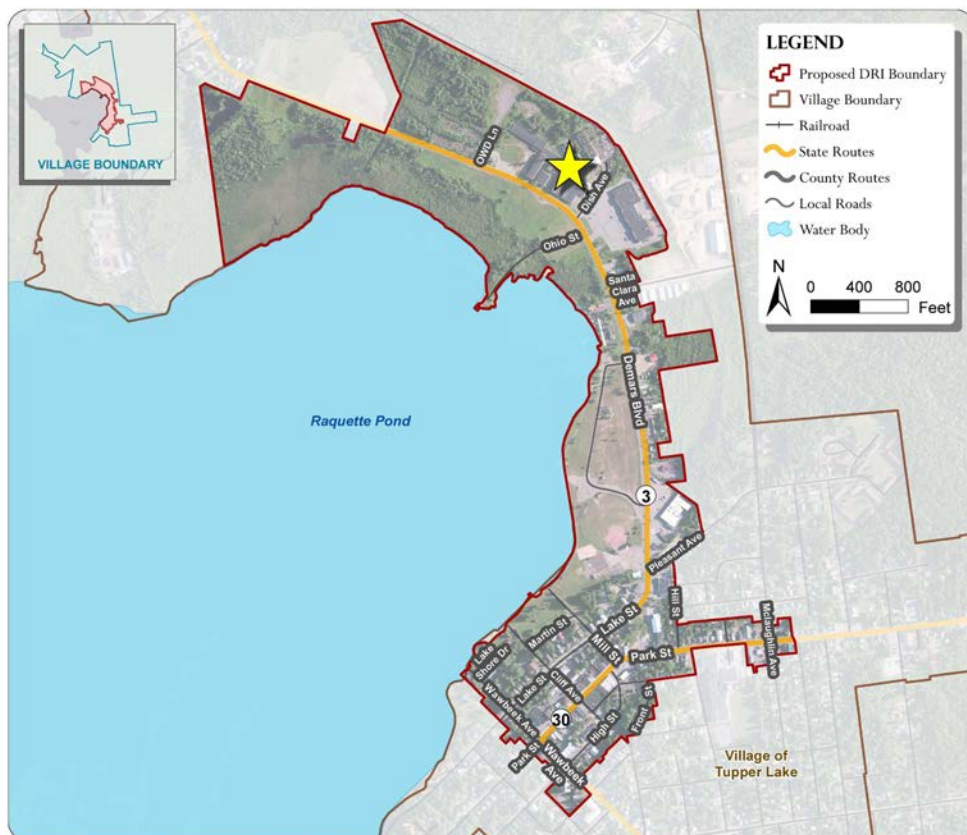 VILLAGE BOUNDARY
LEGEND
Proposed DRI Boundary
Village Boundary
Railroad
State Routes
County Routes
Local Roads
Water Body
N
0 400 800
Feet
OWD Ln
Dish Ave
Ohio St
Santa
Clara
Ave
Demars Blvd
Raquette Pond
3
Pleasant Ave
Hill St
Mclaughlin Ave
Lake St
Martin St
Mill St
Park St
Lake
Shore Dr
Cliff Ave
Lake St
Wawbeek Ave
30
High St
Front St
Park St
Wawbeek
Ave
Village of
Tupper Lake